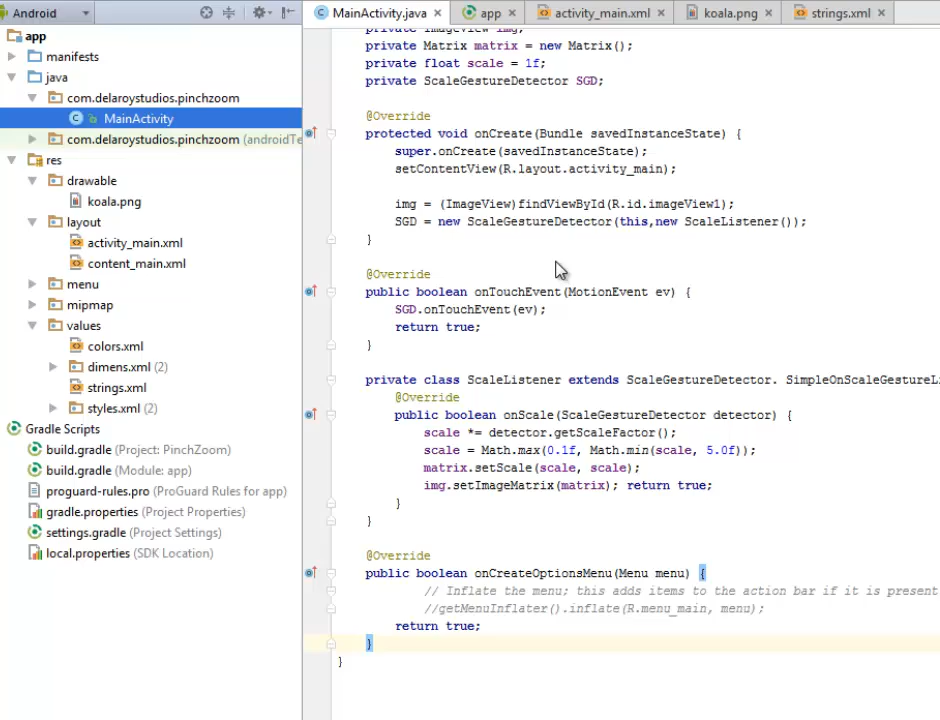 Android
MainActivity.java
app
activity_main.xml
koala.png
strings.xml
app
manifests
java
com.delaroystudios.pinchzoom
MainActivity
com.delaroystudios.pinchzoom (androidTe
res
drawable
koala.png
layout
activity_main.xml
content_main.xml
menu
mipmap
values
colors.xml
dimens.xml (2)
strings.xml
styles.xml (2)
Gradle Scripts
build.gradle (Project: PinchZoom)
build.gradle (Module: app)
proguard-rules.pro (ProGuard Rules for app)
gradle.properties (Project Properties)
settings.gradle (Project Settings)
local.properties (SDK Location)
private ImageView img;
private Matrix matrix = new Matrix();
private float scale = 1f;
private ScaleGestureDetector SGD;
@Override
protected void onCreate(Bundle savedInstanceState) {
super.onCreate(savedInstanceState);
setContentView(R.layout.activity_main);
img = (ImageView)findViewById(R.id.imageView1);
SGD = new ScaleGestureDetector(this,new ScaleListener());
}
@Override
public boolean onTouchEvent(MotionEvent ev) {
SGD.onTouchEvent(ev);
return true;
}
private class ScaleListener extends ScaleGestureDetector. SimpleOnScaleGestureLi
@Override
public boolean onScale(ScaleGestureDetector detector) {
scale *= detector.getScaleFactor();
scale = Math.max(0.1f, Math.min(scale, 5.0f));
matrix.setScale(scale, scale);
img.setImageMatrix(matrix); return true;
}
}
@Override
public boolean onCreateOptionsMenu(Menu menu) {
// Inflate the menu; this adds items to the action bar if it is present
//getMenuInflater().inflate(R.menu_main, menu);
return true;
}
}